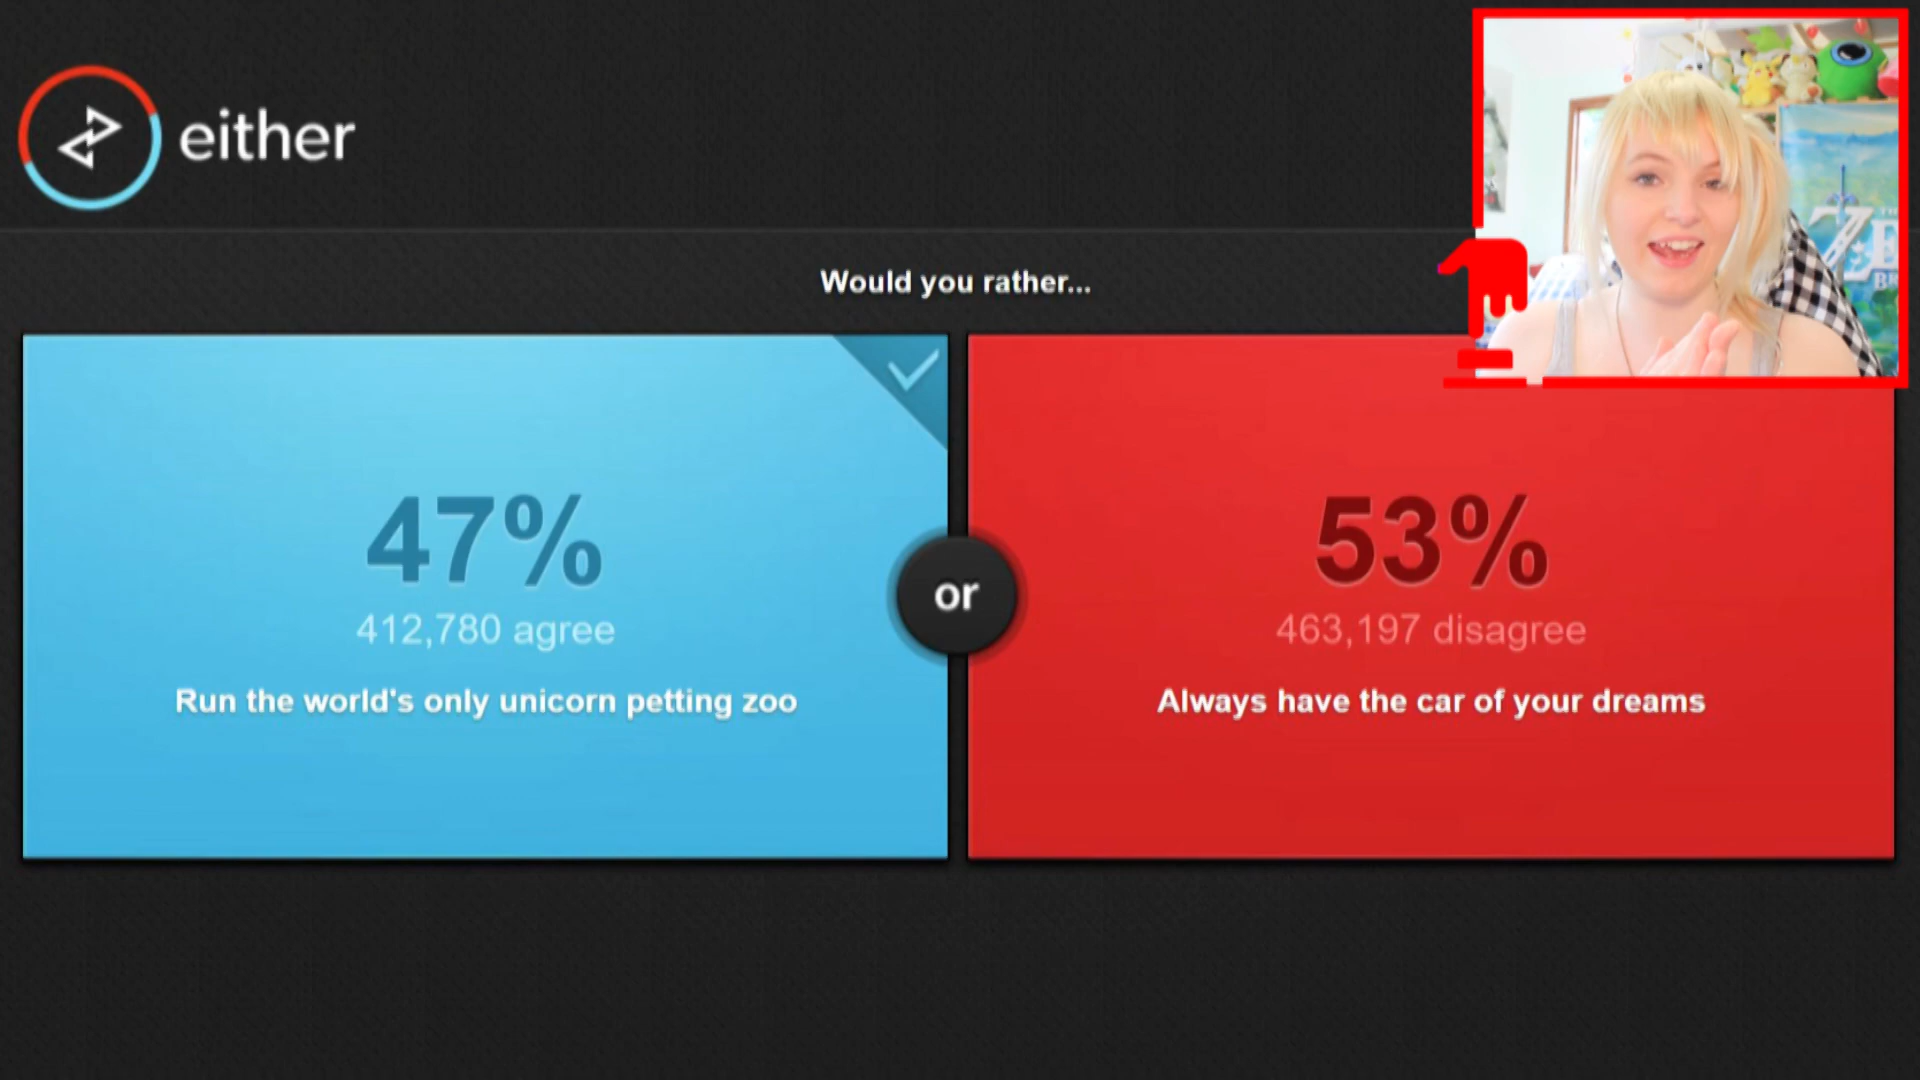 either
Would you rather...
47%
412,780 agree
Run the world's only unicorn petting zoo
or
53%
463,197 disagree
Always have the car of your dreams